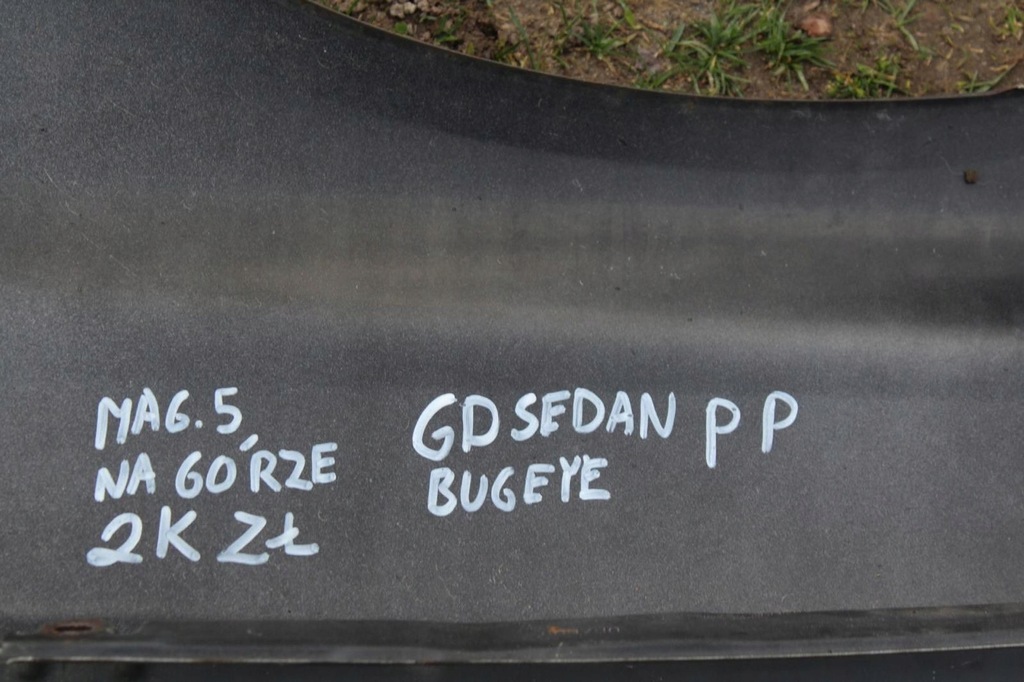 MAG. 5
NA GÓRZE
2K ZŁ
GD SEDAN P P
BUGEYE